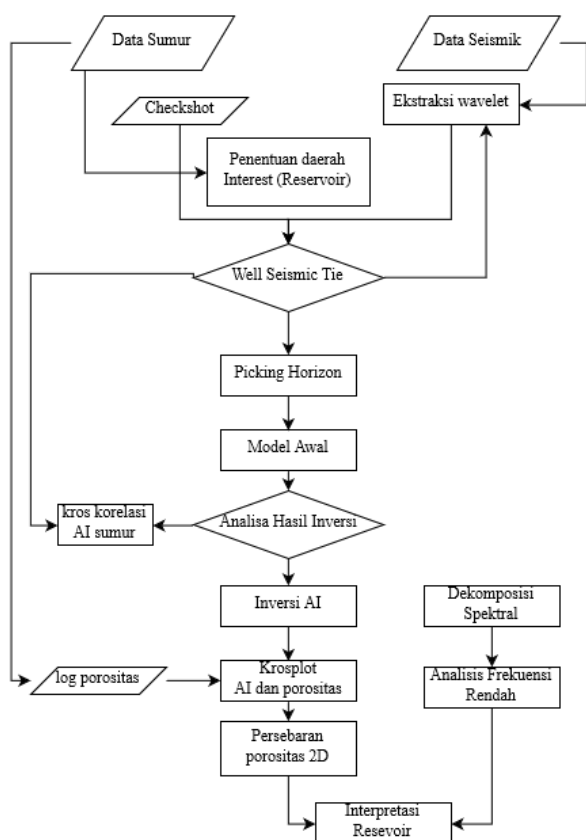 Data Sumur
Data Seismik
Checkshot
Ekstraksi wavelet
Penentuan daerah
Interest (Reservoir)
Well Seismic Tie
Picking Horizon
Model Awal
kros korelasi
AI sumur
Analisa Hasil Inversi
Inversi AI
Dekomposisi
Spektral
log porositas
Krosplot
AI dan porositas
Analisis Frekuensi
Rendah
Persebaran
porositas 2D
Interpretasi
Resevoir